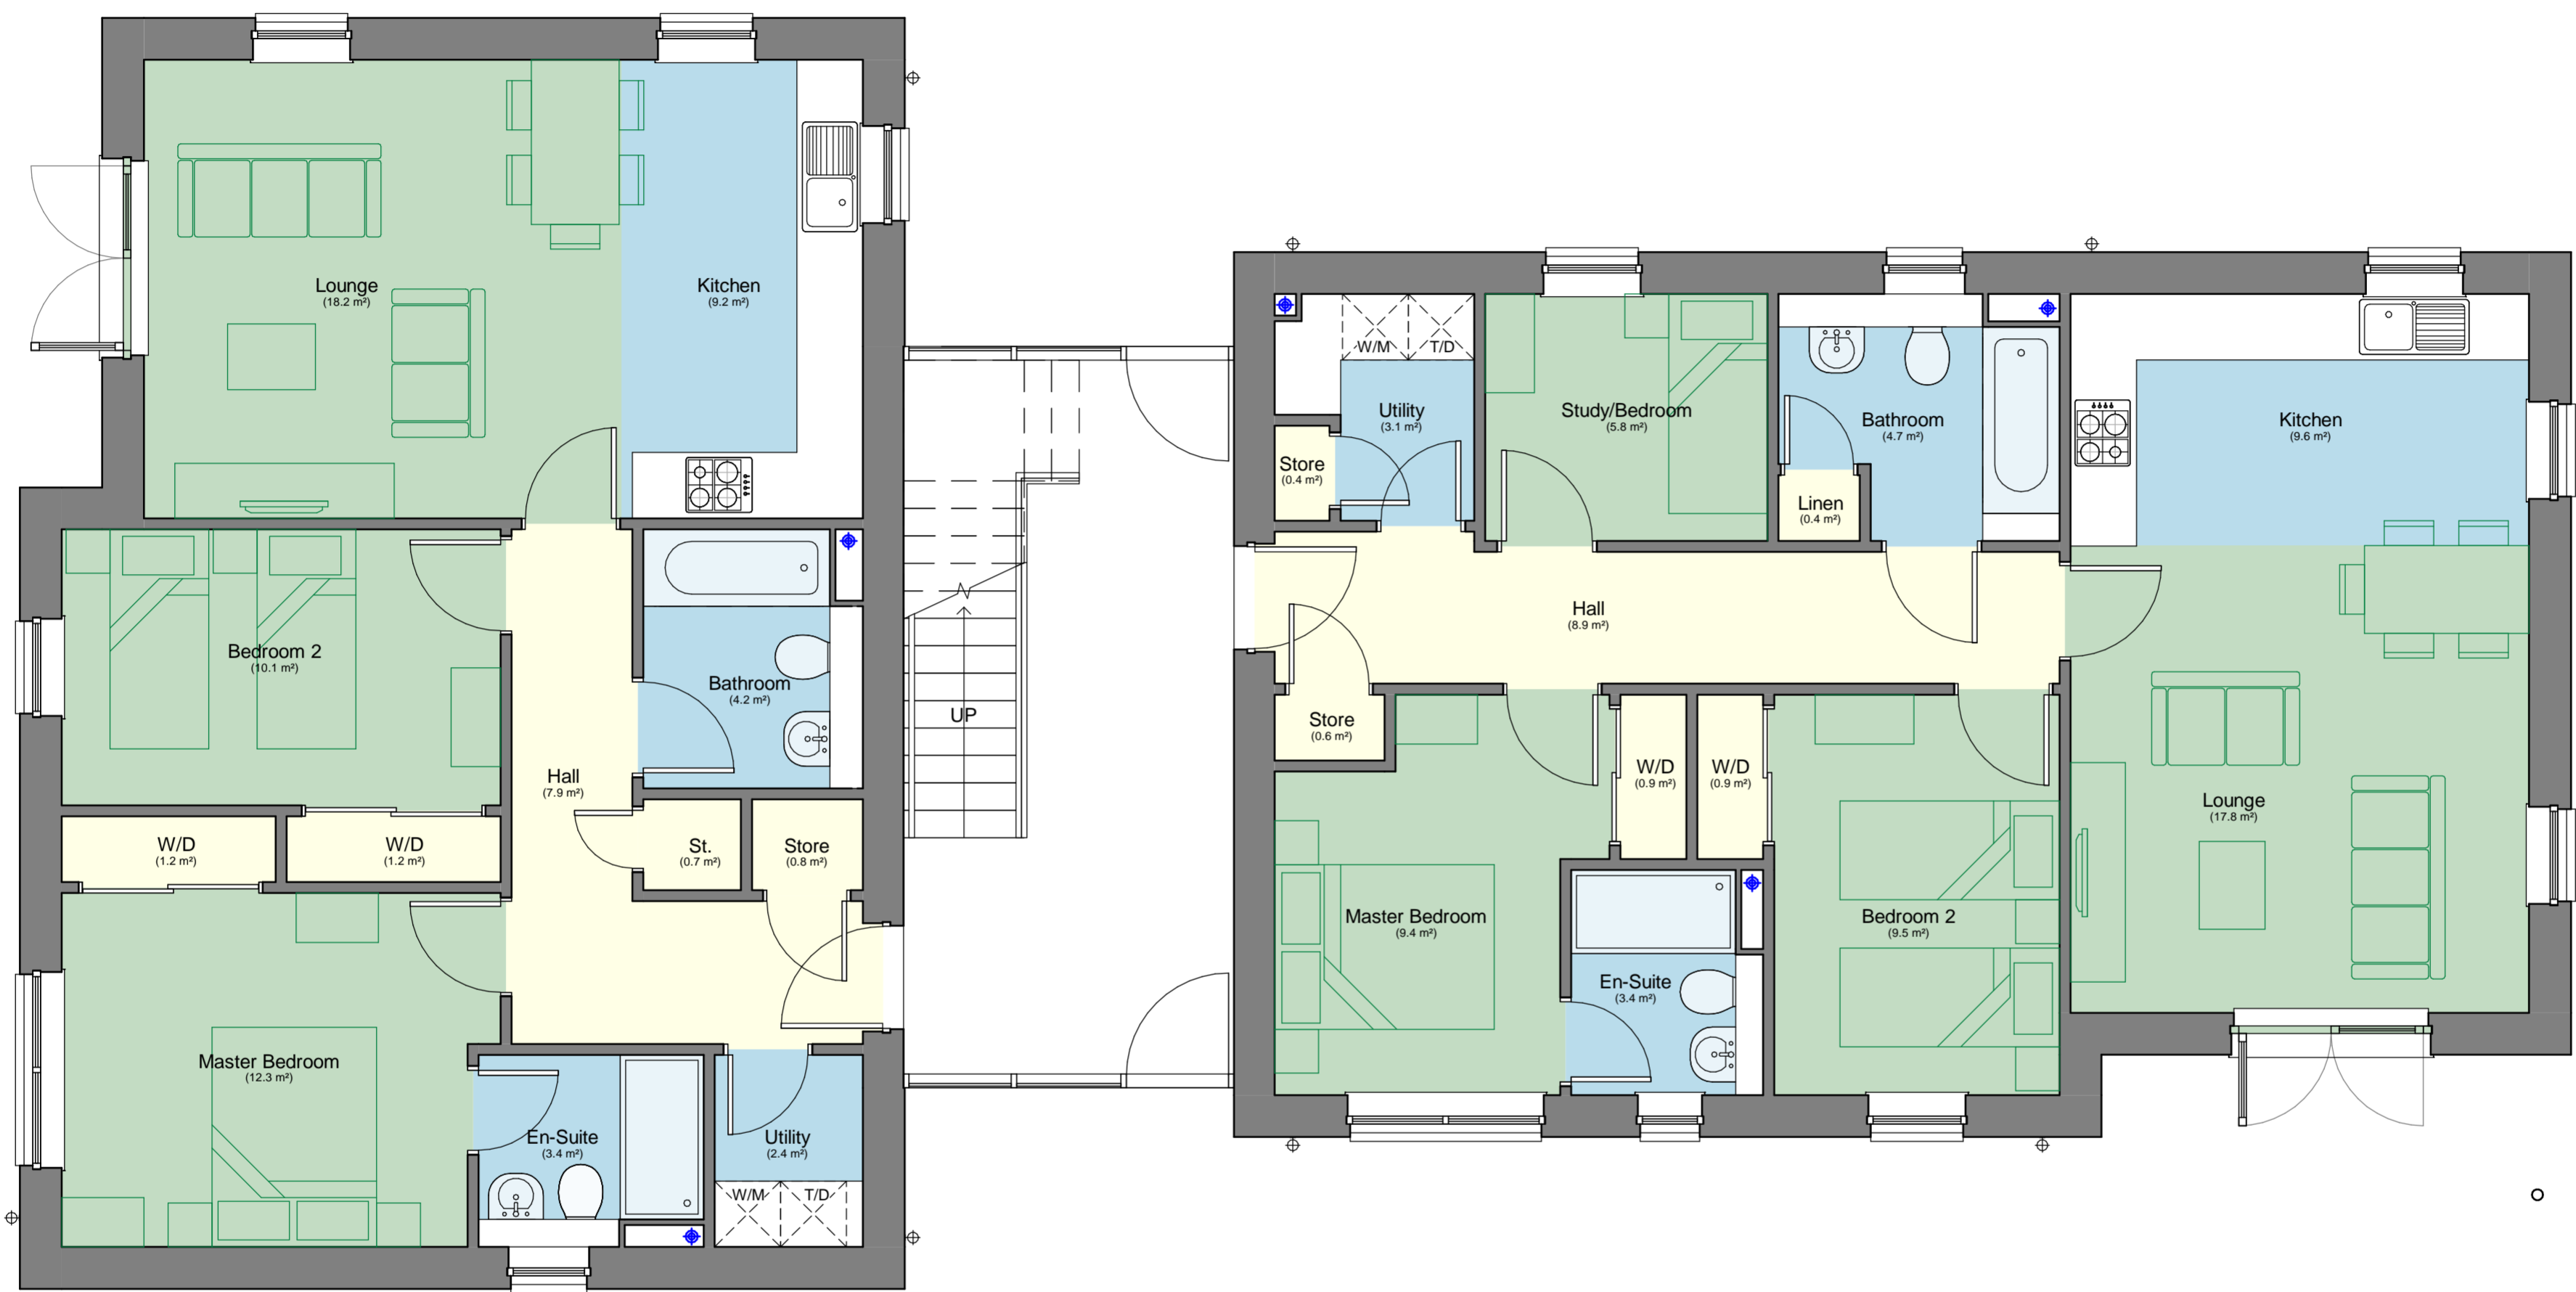 Lounge
(18.2 m²)
Kitchen
(9.2 m²)
Bedroom 2
(10.1 m²)
Bathroom
(4.2 m²)
Hall
(7.9 m²)
W/D
(1.2 m²)
W/D
(1.2 m²)
St.
(0.7 m²)
Store
(0.8 m²)
Master Bedroom
(12.3 m²)
En-Suite
(3.4 m²)
Utility
(2.4 m²)
W/M
T/D
UP
W/M
T/D
Utility
(3.1 m²)
Store
(0.4 m²)
Study/Bedroom
(5.8 m²)
Bathroom
(4.7 m²)
Linen
(0.4 m²)
Kitchen
(9.6 m²)
Hall
(8.9 m²)
Store
(0.6 m²)
W/D
(0.9 m²)
W/D
(0.9 m²)
Lounge
(17.8 m²)
Master Bedroom
(9.4 m²)
En-Suite
(3.4 m²)
Bedroom 2
(9.5 m²)